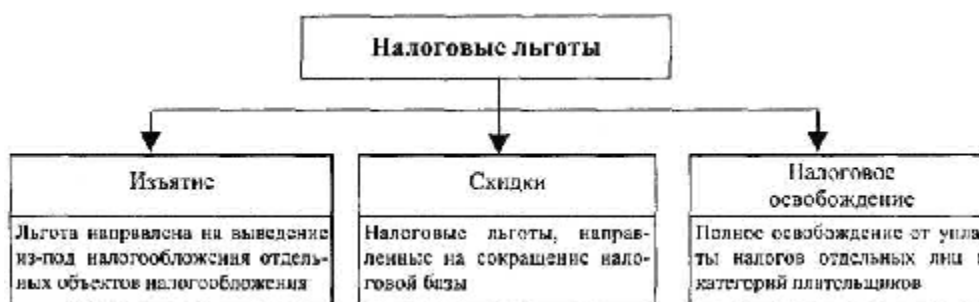 Налоговые льготы
Изъятие
Льгота направлена на выведение
из-под налогообложения отдель-
ных объектов налогообложения
Скидки
Налоговые льготы, направ-
ленные на сокращение нало-
говой базы
Налоговое
освобождение
Полное освобождение от упла-
ты налогов отдельных лиц и
категорий плательщиков